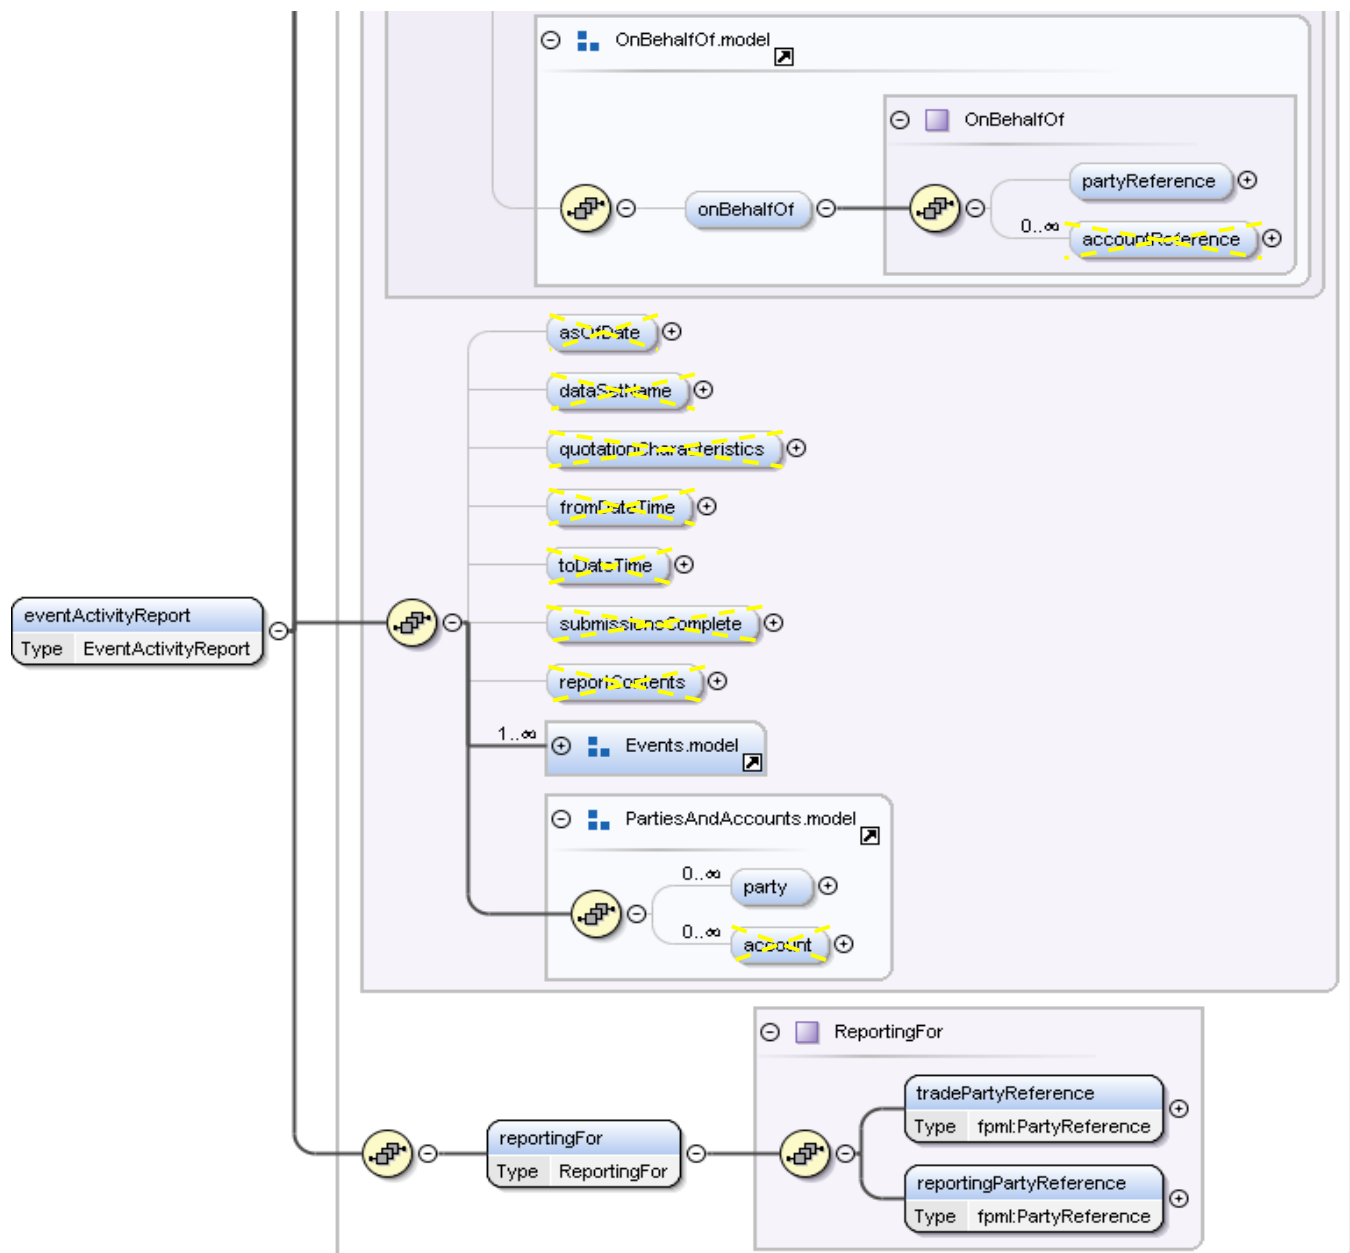 OnBehalfOf.model
OnBehalfOf
partyReference
onBehalfOf
0..∞
accountReference
asOfDate
dataSetName
quotationCharacteristics
fromDateTime
toDateTime
eventActivityReport
Type EventActivityReport
submissionsComplete
reportContents
1..∞
Events.model
PartiesAndAccounts.model
0..∞
party
0..∞
account
ReportingFor
tradePartyReference
Type fpml:PartyReference
reportingFor
Type ReportingFor
reportingPartyReference
Type fpml:PartyReference